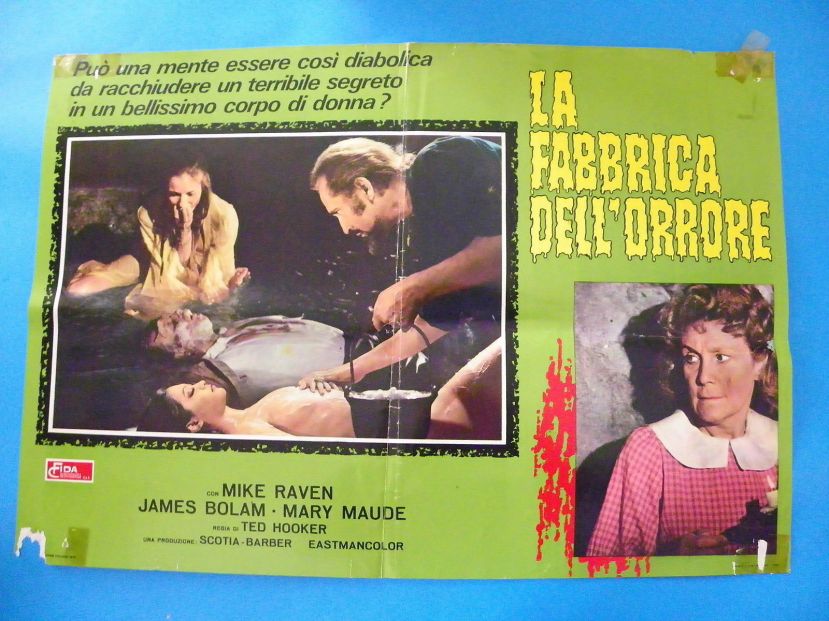 Può una mente essere così diabolica
da racchiudere un terribile segreto
in un bellissimo corpo di donna?
LA
FABBRICA
DELL'ORRORE
FIDA
CON MIKE RAVEN
JAMES BOLAM · MARY MAUDE
REGIA DI TED HOOKER
UNA PRODUZIONE: SCOTIA-BARBER EASTMANCOLOR